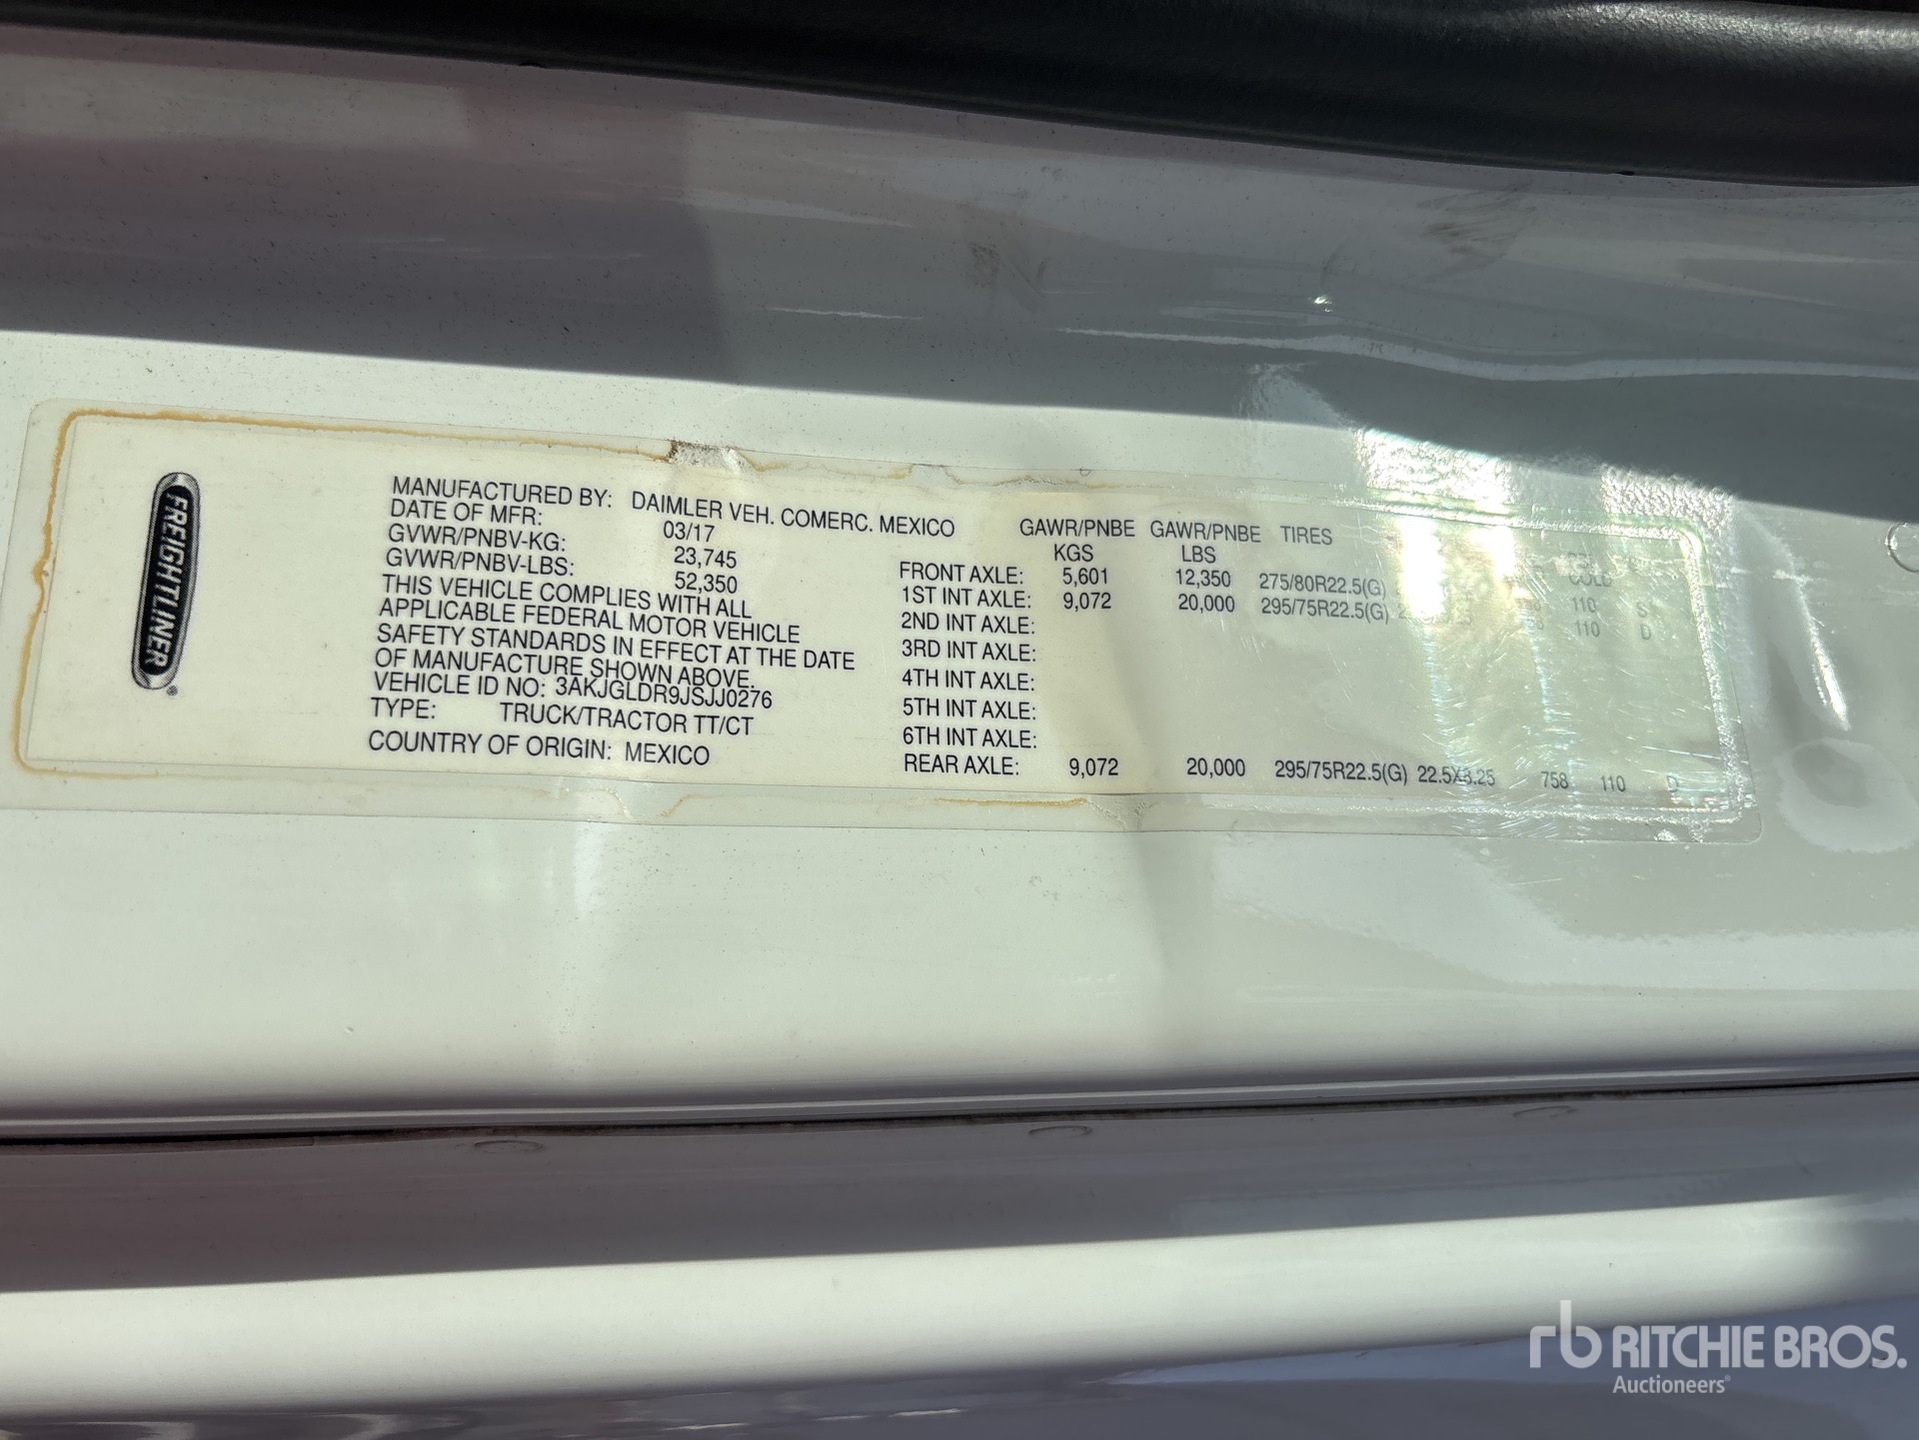 FREIGHTLINER
MANUFACTURED BY: DAIMLER VEH. COMERC. MEXICO
DATE OF MFR: 03/17
GVWR/PNBV-KG: 23,745
GVWR/PNBV-LBS: 52,350
THIS VEHICLE COMPLIES WITH ALL
APPLICABLE FEDERAL MOTOR VEHICLE
SAFETY STANDARDS IN EFFECT AT THE DATE
OF MANUFACTURE SHOWN ABOVE.
VEHICLE ID NO: 3AKJGLDR9JSJJ0276
TYPE: TRUCK/TRACTOR TT/CT
COUNTRY OF ORIGIN: MEXICO
GAWR/PNBE GAWR/PNBE TIRES
KGS LBS COLD
FRONT AXLE: 5,601 12,350 275/80R22.5(G) 110 S
1ST INT AXLE: 9,072 20,000 295/75R22.5(G) 110 D
2ND INT AXLE:
3RD INT AXLE:
4TH INT AXLE:
5TH INT AXLE:
6TH INT AXLE:
REAR AXLE: 9,072 20,000 295/75R22.5(G) 22.5X8.25 758 110 D
rb RITCHIE BROS.
Auctioneers